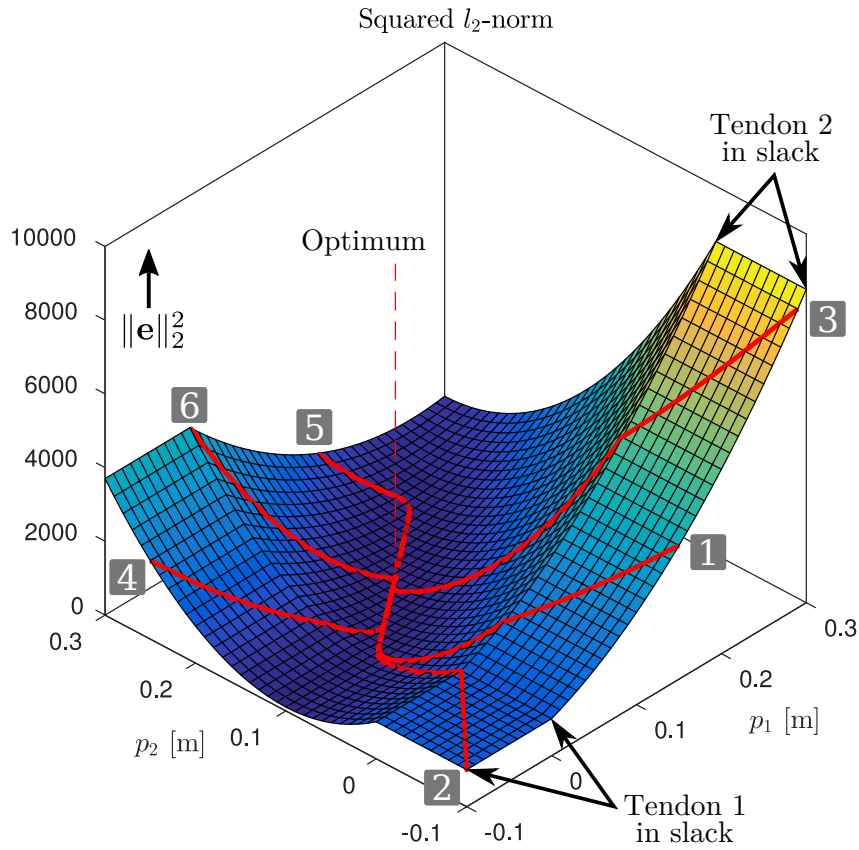 Squared l₂-norm
Tendon 2
in slack
Optimum
10000
8000
6000
4000
2000
0
‖e‖₂²
3
6
5
1
4
2
0.3
0.2
0.1
0
-0.1
p₂ [m]
-0.1
0
0.1
0.2
0.3
p₁ [m]
Tendon 1
in slack